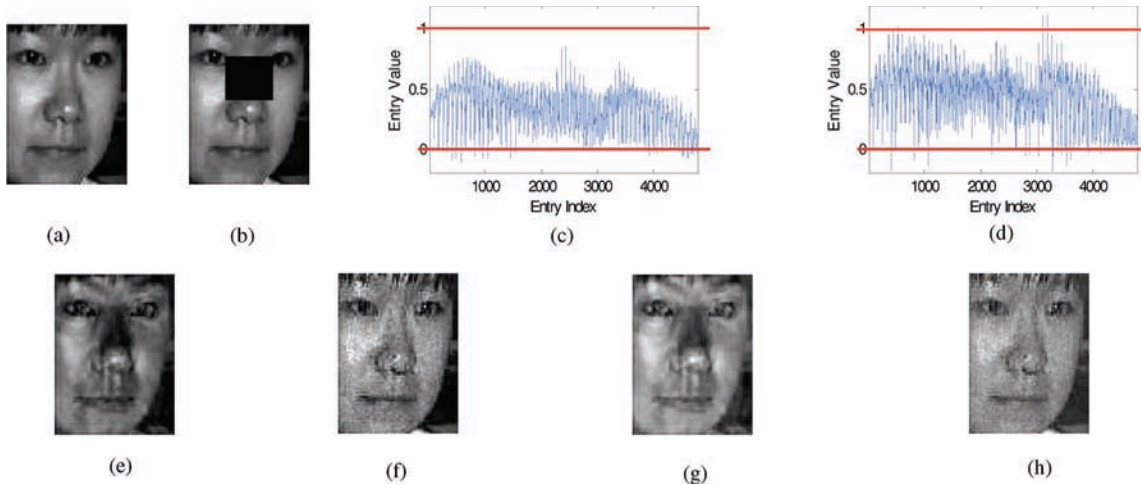 1
0.5
0
Entry Value
1000 2000 3000 4000
Entry Index
1
0.5
0
Entry Value
1000 2000 3000 4000
Entry Index
(a)
(b)
(c)
(d)
(e)
(f)
(g)
(h)